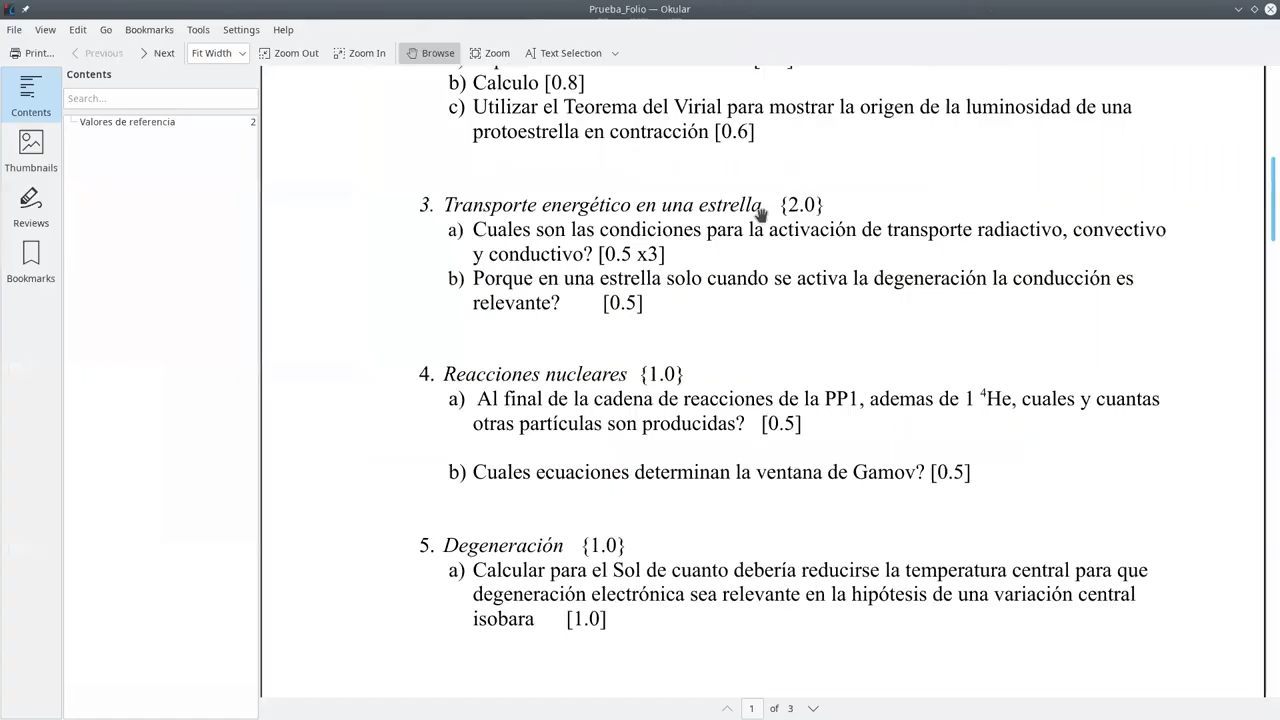 Prueba_Folio — Okular
File View Edit Go Bookmarks Tools Settings Help
Print... Previous Next Fit Width Zoom Out Zoom In Browse Zoom Text Selection
Contents
Search...
Valores de referencia 2
Contents
Thumbnails
Reviews
Bookmarks
b) Calculo [0.8]
c) Utilizar el Teorema del Virial para mostrar la origen de la luminosidad de una
protoestrella en contracción [0.6]
3. Transporte energético en una estrella {2.0}
a) Cuales son las condiciones para la activación de transporte radiactivo, convectivo
y conductivo? [0.5 x3]
b) Porque en una estrella solo cuando se activa la degeneración la conducción es
relevante? [0.5]
4. Reacciones nucleares {1.0}
a) Al final de la cadena de reacciones de la PP1, ademas de 1 ⁴He, cuales y cuantas
otras partículas son producidas? [0.5]
b) Cuales ecuaciones determinan la ventana de Gamov? [0.5]
5. Degeneración {1.0}
a) Calcular para el Sol de cuanto debería reducirse la temperatura central para que
degeneración electrónica sea relevante en la hipótesis de una variación central
isobara [1.0]
1 of 3